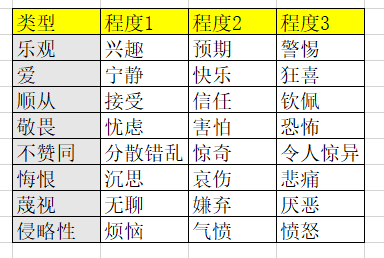 类型 程度1 程度2 程度3
乐观 兴趣 预期 警惕
爱 宁静 快乐 狂喜
顺从 接受 信任 钦佩
敬畏 忧虑 害怕 恐怖
不赞同 分散错乱 惊奇 令人惊异
悔恨 沉思 哀伤 悲痛
蔑视 无聊 嫌弃 厌恶
侵略性 烦恼 气愤 愤怒